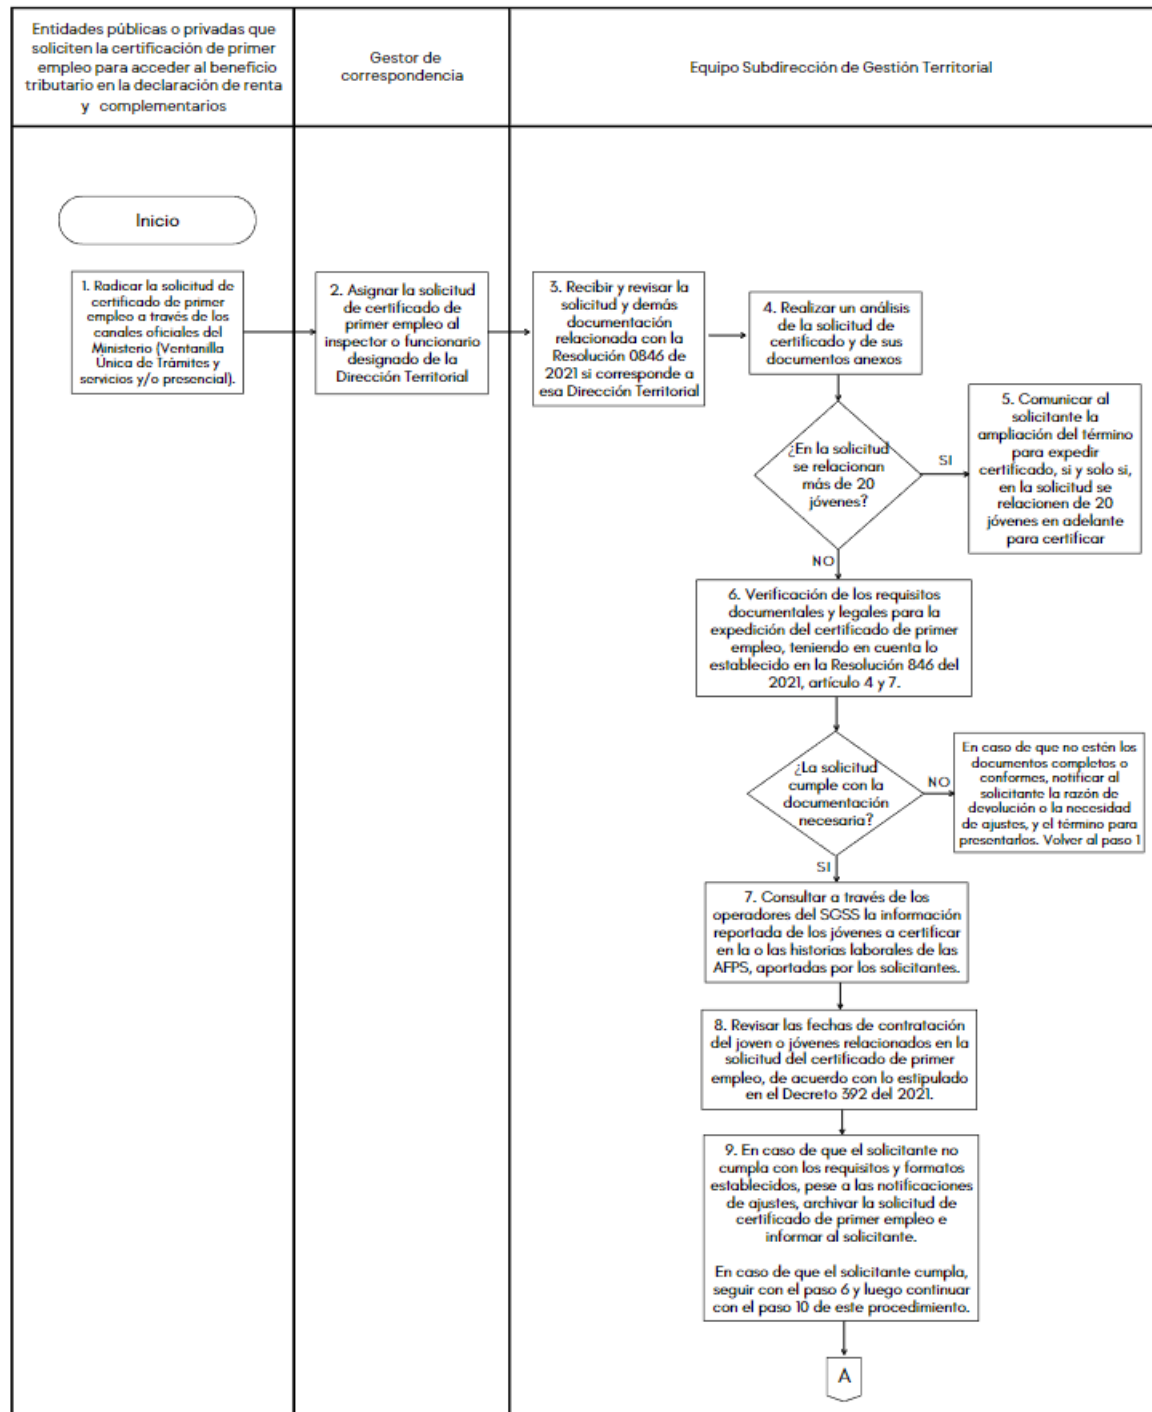 Entidades públicas o privadas que
soliciten la certificación de primer
empleo para acceder al beneficio
tributario en la declaración de renta
y complementarios
Gestor de
correspondencia
Equipo Subdirección de Gestión Territorial
Inicio
1. Radicar la solicitud de
certificado de primer
empleo a través de los
canales oficiales del
Ministerio (Ventanilla
Única de Trámites y
servicios y/o presencial).
2. Asignar la solicitud
de certificado de
primer empleo al
inspector o funcionario
designado de la
Dirección Territorial
3. Recibir y revisar la
solicitud y demás
documentación
relacionada con la
Resolución 0846 de
2021 si corresponde a
esa Dirección Territorial
4. Realizar un análisis
de la solicitud de
certificado y de sus
documentos anexos
¿En la solicitud
se relacionan
más de 20
jóvenes?
SI
5. Comunicar al
solicitante la
ampliación del término
para expedir
certificado, si y solo si,
en la solicitud se
relacionen de 20
jóvenes en adelante
para certificar
NO
6. Verificación de los requisitos
documentales y legales para la
expedición del certificado de primer
empleo, teniendo en cuenta lo
establecido en la Resolución 846 del
2021, artículo 4 y 7.
¿La solicitud
cumple con la
documentación
necesaria?
NO
En caso de que no estén los
documentos completos o
conformes, notificar al
solicitante la razón de
devolución o la necesidad
de ajustes, y el término para
presentarlos. Volver al paso 1
SI
7. Consultar a través de los
operadores del SGSS la información
reportada de los jóvenes a certificar
en la o las historias laborales de las
AFPS, aportadas por los solicitantes.
8. Revisar las fechas de contratación
del joven o jóvenes relacionados en la
solicitud del certificado de primer
empleo, de acuerdo con lo estipulado
en el Decreto 392 del 2021.
9. En caso de que el solicitante no
cumpla con los requisitos y formatos
establecidos, pese a las notificaciones
de ajustes, archivar la solicitud de
certificado de primer empleo e
informar al solicitante.
En caso de que el solicitante cumpla,
seguir con el paso 6 y luego continuar
con el paso 10 de este procedimiento.
A